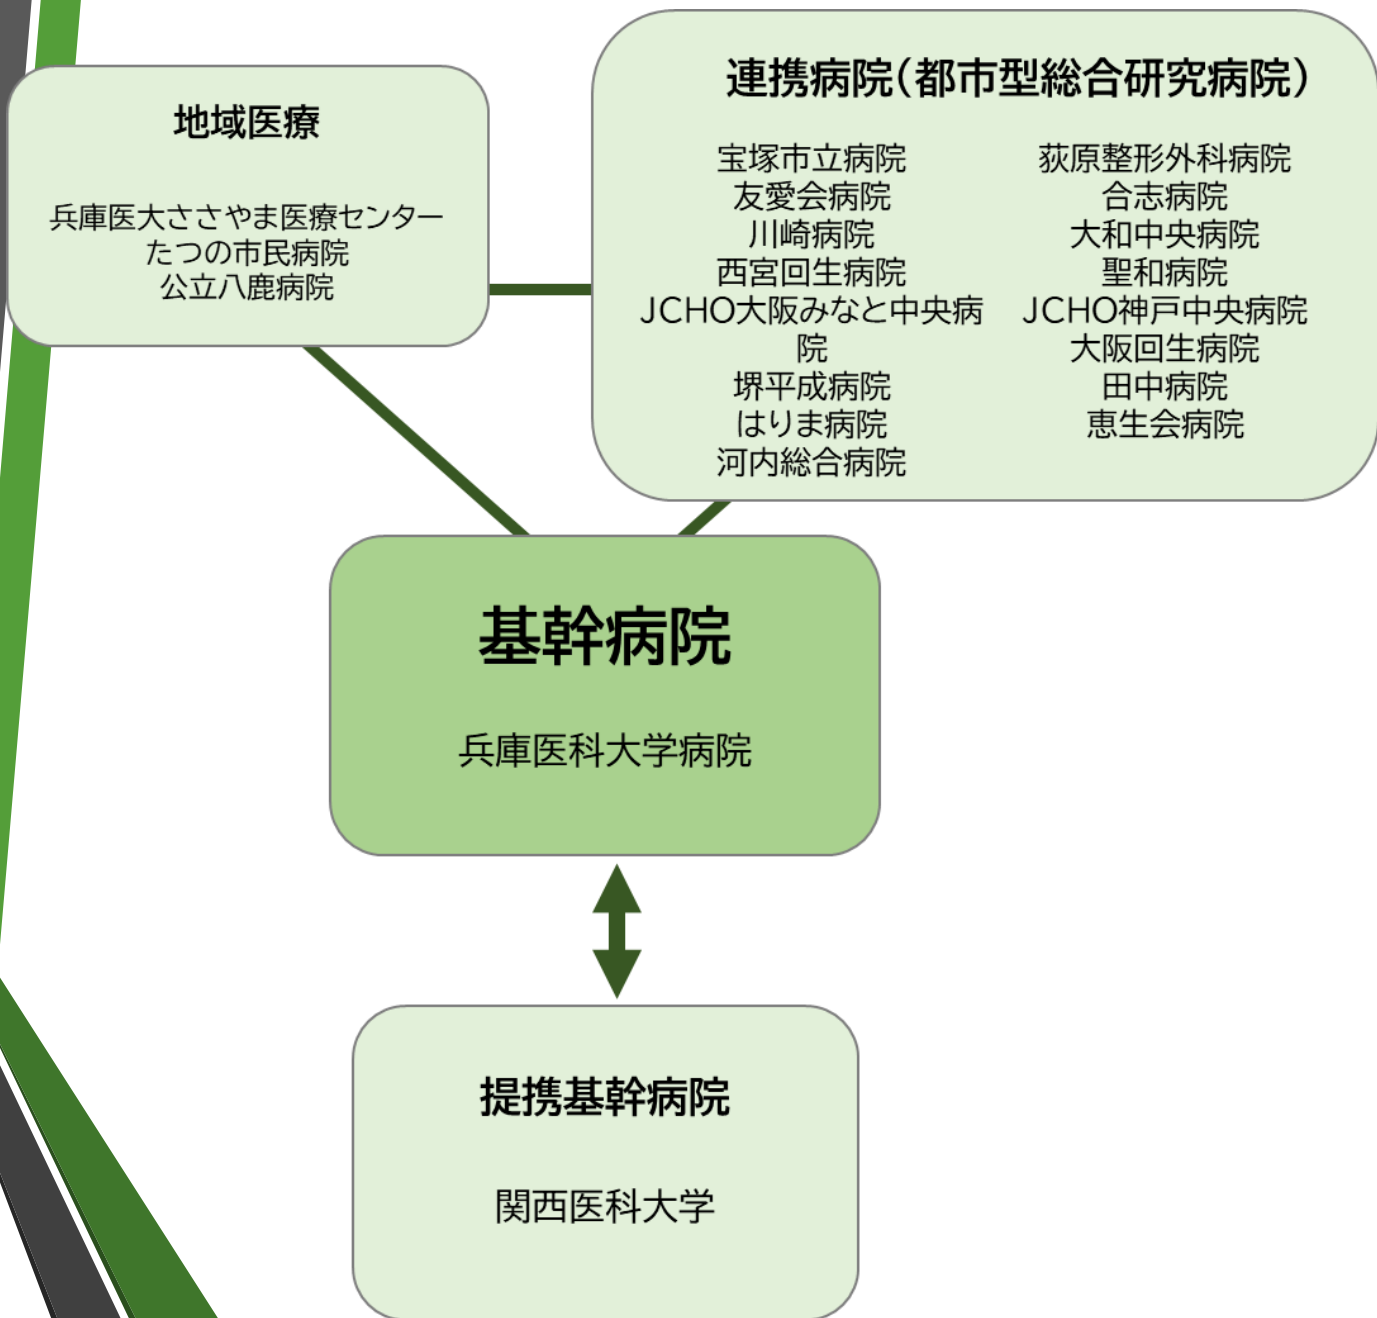 地域医療
兵庫医大ささやま医療センター
たつの市民病院
公立八鹿病院
連携病院(都市型総合研究病院)
宝塚市立病院
友愛会病院
川崎病院
西宮回生病院
JCHO大阪みなと中央病
院
堺平成病院
はりま病院
河内総合病院
荻原整形外科病院
合志病院
大和中央病院
聖和病院
JCHO神戸中央病院
大阪回生病院
田中病院
恵生会病院
基幹病院
兵庫医科大学病院
提携基幹病院
関西医科大学